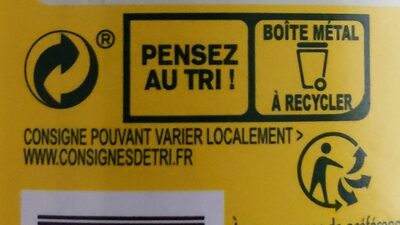 ®
PENSEZ
AU TRI !
BOÎTE MÉTAL
À RECYCLER
CONSIGNE POUVANT VARIER LOCALEMENT >
WWW.CONSIGNESDETRI.FR